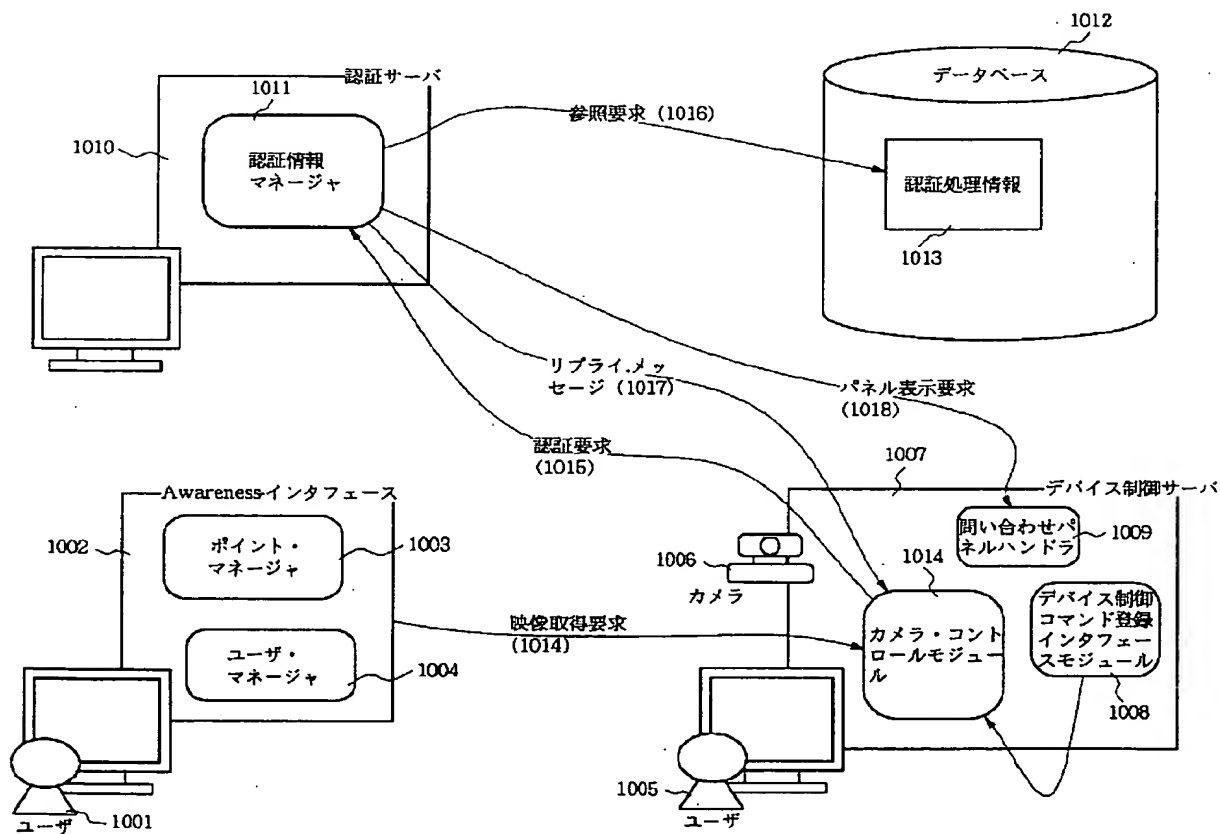 1012
認証サーバ
データベース
1011
参照要求 (1016)
1010
認証情報
マネージャ
認証処理情報
1013
リプライ.メッ
セージ (1017)
パネル表示要求
(1018)
認証要求
(1015)
1007
Awarenessインタフェース
デバイス制御サーバ
1002
ポイント・
マネージャ
1003
問い合わせパ
ネルハンドラ
1009
1006
カメラ
1014
映像取得要求
(1014)
カメラ・コント
ロールモジュー
ル
デバイス制御
コマンド登録
インタフェー
スモジュール
ユーザ・
マネージャ
1004
1008
1005
1001
ユーザ
ユーザ